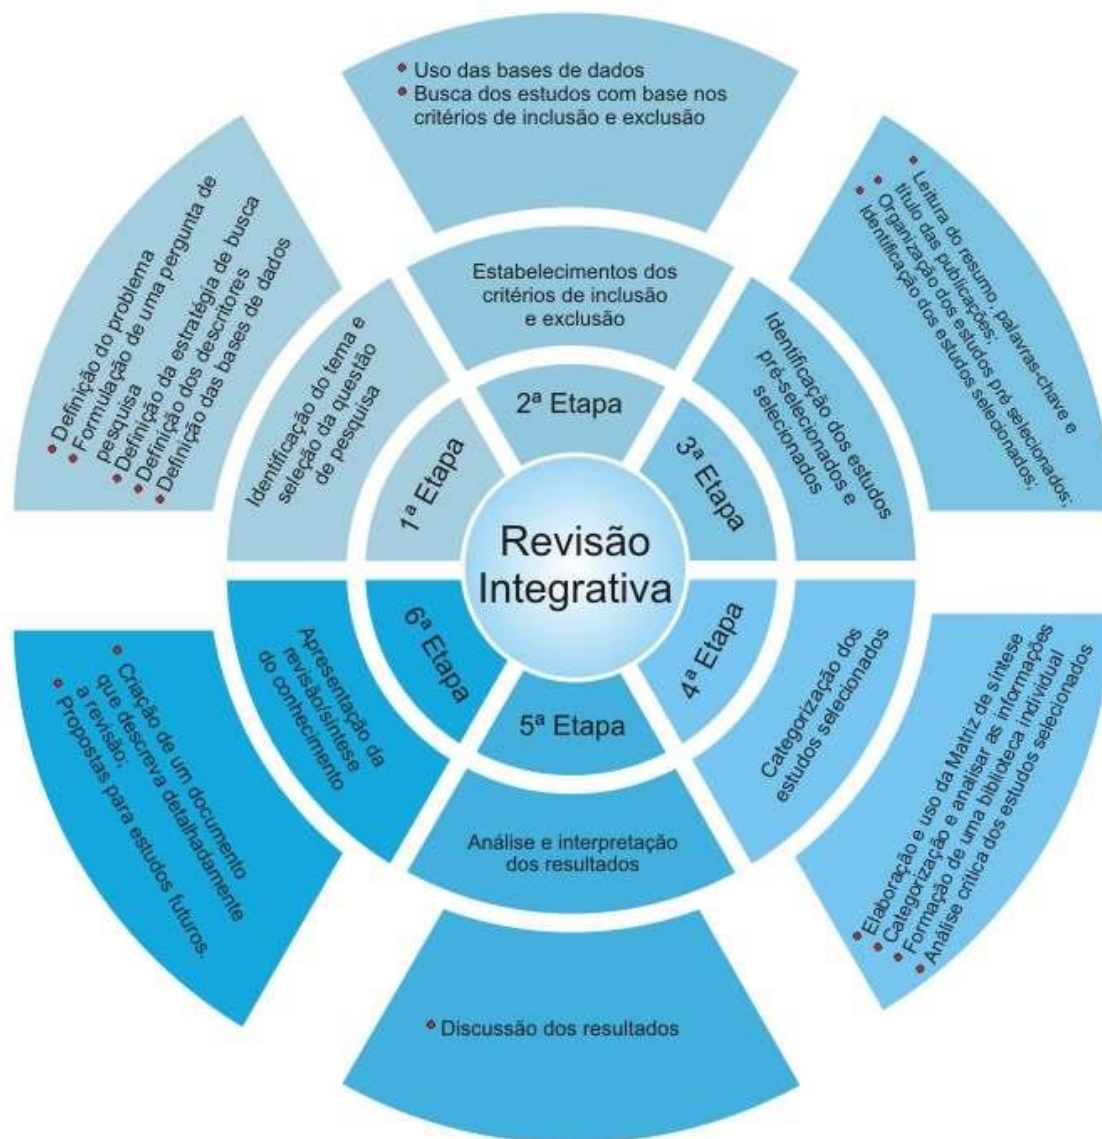 Revisão
Integrativa
1ª Etapa
Identificação do tema e
seleção da questão
de pesquisa
Definição do problema
Formulação de uma pergunta de
pesquisa
Definição da estratégia de busca
Definição dos descritores
Definição das bases de dados
2ª Etapa
Estabelecimentos dos
critérios de inclusão
e exclusão
Uso das bases de dados
Busca dos estudos com base nos
critérios de inclusão e exclusão
3ª Etapa
Identificação dos estudos
pré-selecionados e
selecionados
Leitura do resumo, palavras-chave e
título das publicações;
Organização dos estudos pré selecionados;
Identificação dos estudos selecionados;
4ª Etapa
Categorização dos
estudos selecionados
Elaboração e uso da Matriz de síntese
Categorização e analisar as informações
Formação de uma biblioteca individual
Análise crítica dos estudos selecionados
5ª Etapa
Análise e interpretação
dos resultados
Discussão dos resultados
6ª Etapa
Apresentação da
revisão/síntese
do conhecimento
Criação de um documento
que descreva detalhadamente
a revisão;
Propostas para estudos futuros.